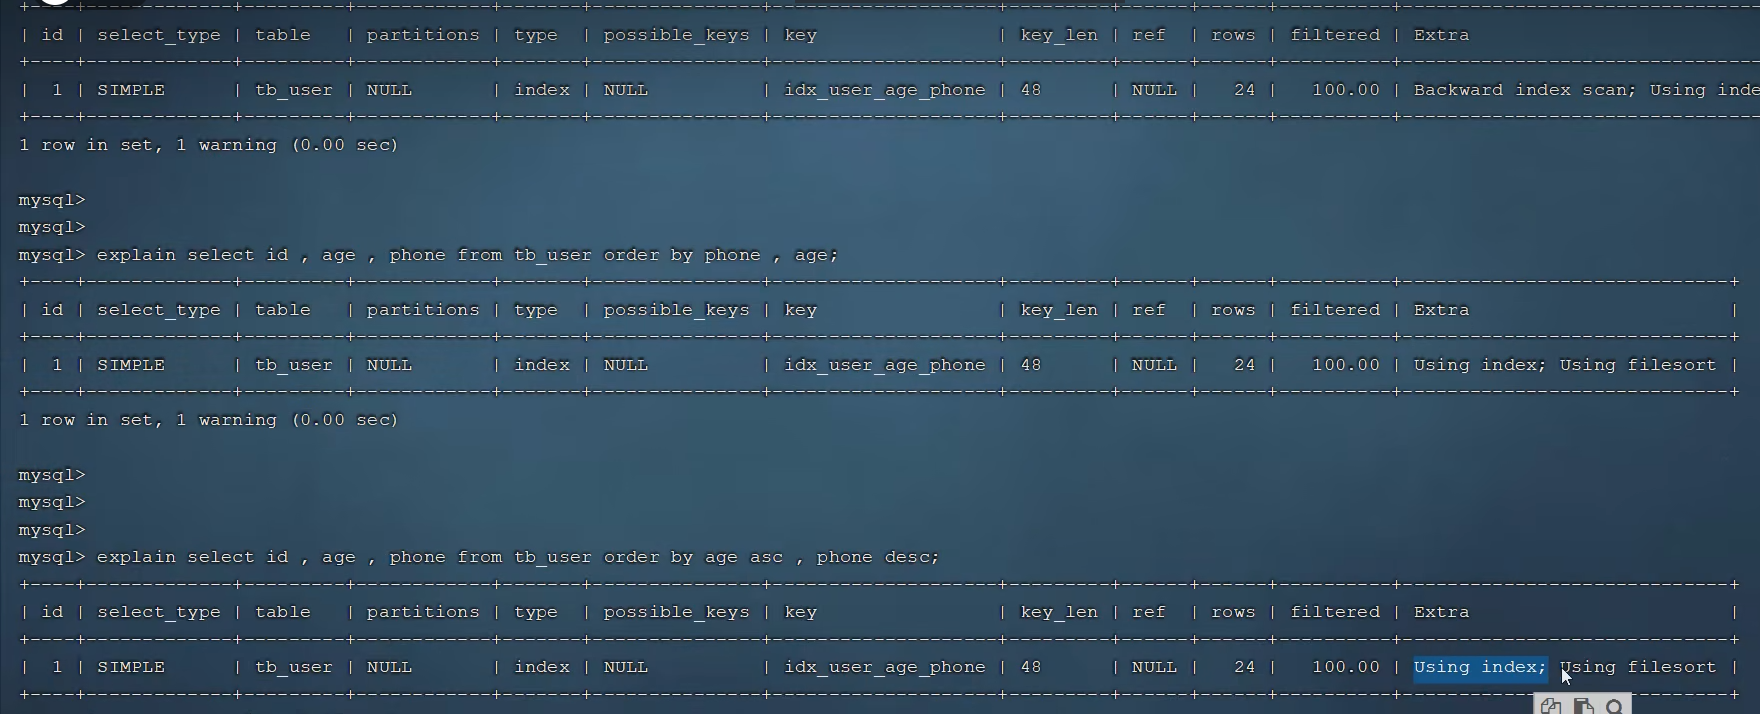 +----+-------------+---------+------------+-------+---------------+--------------------+---------+------+------+----------+-------------------------------
| id | select_type | table   | partitions | type  | possible_keys | key                | key_len | ref  | rows | filtered | Extra
+----+-------------+---------+------------+-------+---------------+--------------------+---------+------+------+----------+-------------------------------
|  1 | SIMPLE      | tb_user | NULL       | index | NULL          | idx_user_age_phone | 48      | NULL |   24 |   100.00 | Backward index scan; Using inde
+----+-------------+---------+------------+-------+---------------+--------------------+---------+------+------+----------+-------------------------------
1 row in set, 1 warning (0.00 sec)
mysql>
mysql>
mysql> explain select id , age , phone from tb_user order by phone , age;
+----+-------------+---------+------------+-------+---------------+--------------------+---------+------+------+----------+-----------------------------+
| id | select_type | table   | partitions | type  | possible_keys | key                | key_len | ref  | rows | filtered | Extra                       |
+----+-------------+---------+------------+-------+---------------+--------------------+---------+------+------+----------+-----------------------------+
|  1 | SIMPLE      | tb_user | NULL       | index | NULL          | idx_user_age_phone | 48      | NULL |   24 |   100.00 | Using index; Using filesort |
+----+-------------+---------+------------+-------+---------------+--------------------+---------+------+------+----------+-----------------------------+
1 row in set, 1 warning (0.00 sec)
mysql>
mysql>
mysql>
mysql> explain select id , age , phone from tb_user order by age asc , phone desc;
+----+-------------+---------+------------+-------+---------------+--------------------+---------+------+------+----------+-----------------------------+
| id | select_type | table   | partitions | type  | possible_keys | key                | key_len | ref  | rows | filtered | Extra                       |
+----+-------------+---------+------------+-------+---------------+--------------------+---------+------+------+----------+-----------------------------+
|  1 | SIMPLE      | tb_user | NULL       | index | NULL          | idx_user_age_phone | 48      | NULL |   24 |   100.00 | Using index; Using filesort |
+----+-------------+---------+------------+-------+---------------+--------------------+---------+------+------+----------+-----------------------------+